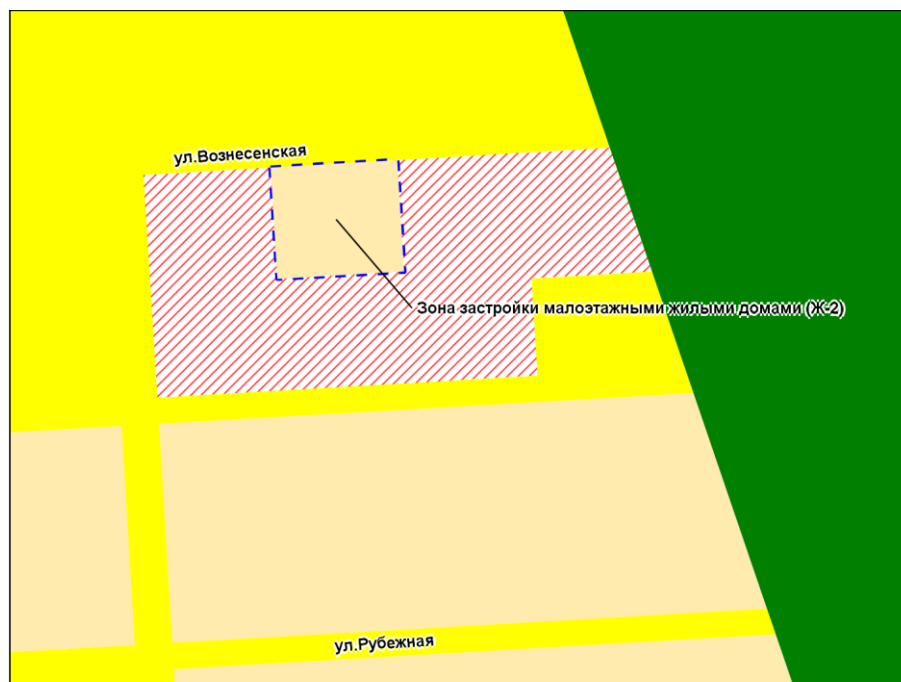 ул.Вознесенская
Зона застройки малоэтажными жилыми домами (Ж-2)
ул.Рубежная